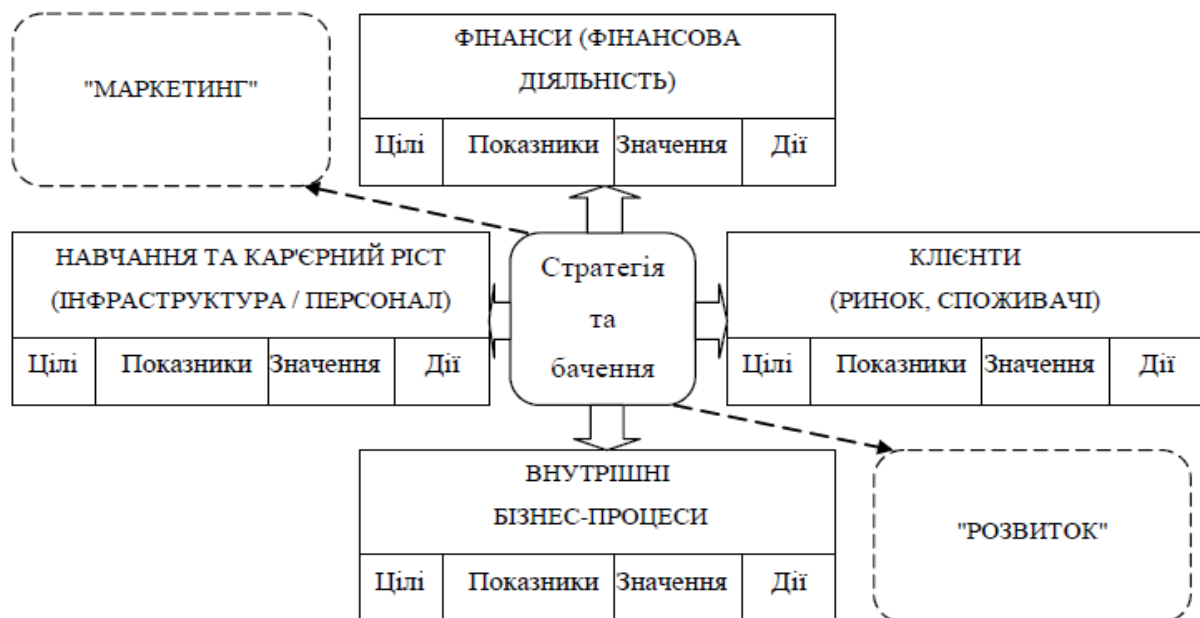 ФІНАНСИ (ФІНАНСОВА
ДІЯЛЬНІСТЬ)
Цілі Показники Значення Дії
"МАРКЕТИНГ"
НАВЧАННЯ ТА КАР'ЄРНИЙ РІСТ
(ІНФРАСТРУКТУРА / ПЕРСОНАЛ)
Цілі Показники Значення Дії
Стратегія
та
бачення
КЛІЄНТИ
(РИНОК, СПОЖИВАЧІ)
Цілі Показники Значення Дії
ВНУТРІШНІ
БІЗНЕС-ПРОЦЕСИ
Цілі Показники Значення Дії
"РОЗВИТОК"